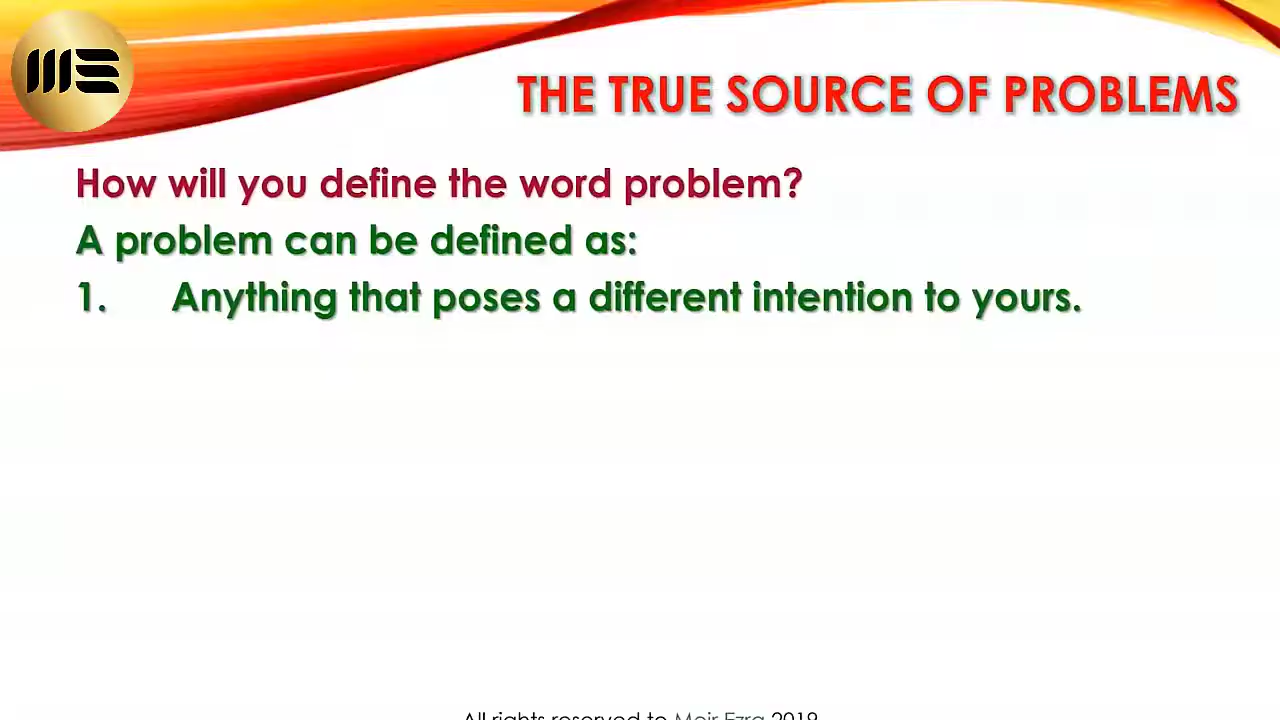 THE TRUE SOURCE OF PROBLEMS
How will you define the word problem?
A problem can be defined as:
1. Anything that poses a different intention to yours.
All rights reserved to Meir Ezra 2019